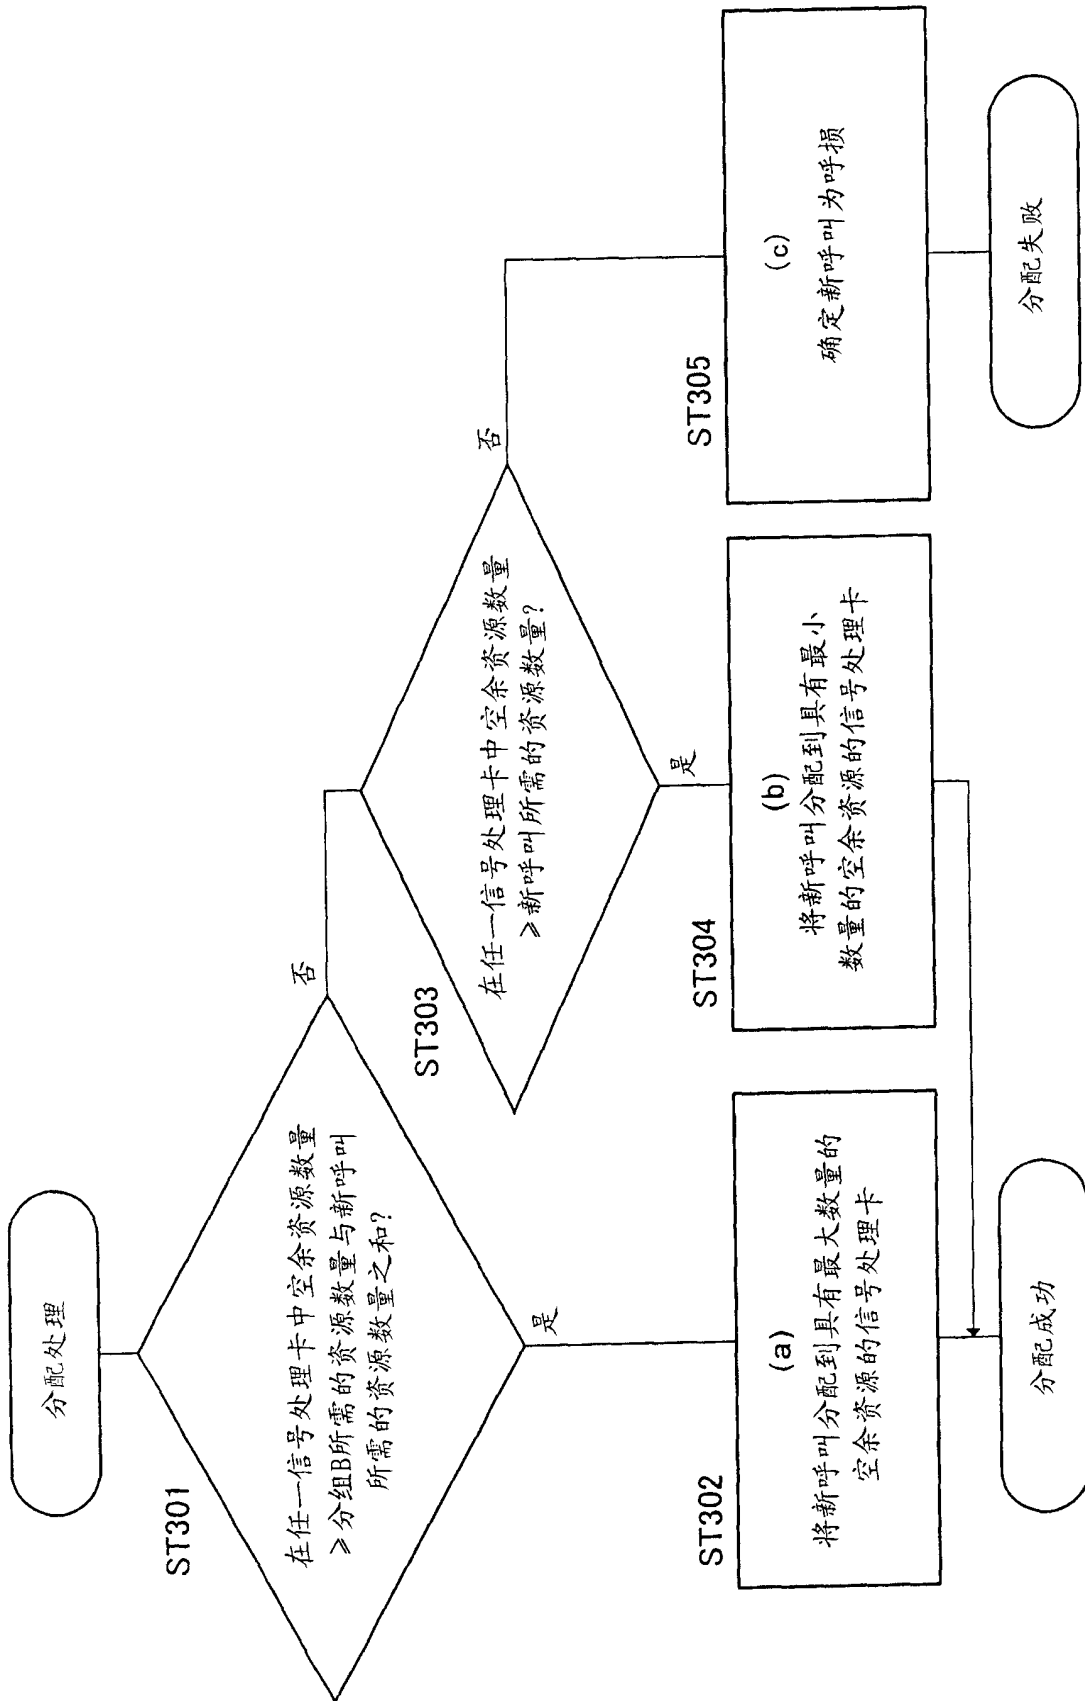 分配处理
ST301
在任一信号处理卡中空余资源数量
≥分组B所需的资源数量与新呼叫
所需的资源数量之和?
否
是
ST303
在任一信号处理卡中空余资源数量
≥新呼叫所需的资源数量?
否
是
ST302
(a)
将新呼叫分配到具有最大数量的
空余资源的信号处理卡
ST304
(b)
将新呼叫分配到具有最小
数量的空余资源的信号处理卡
ST305
(c)
确定新呼叫为呼损
分配成功
分配失败